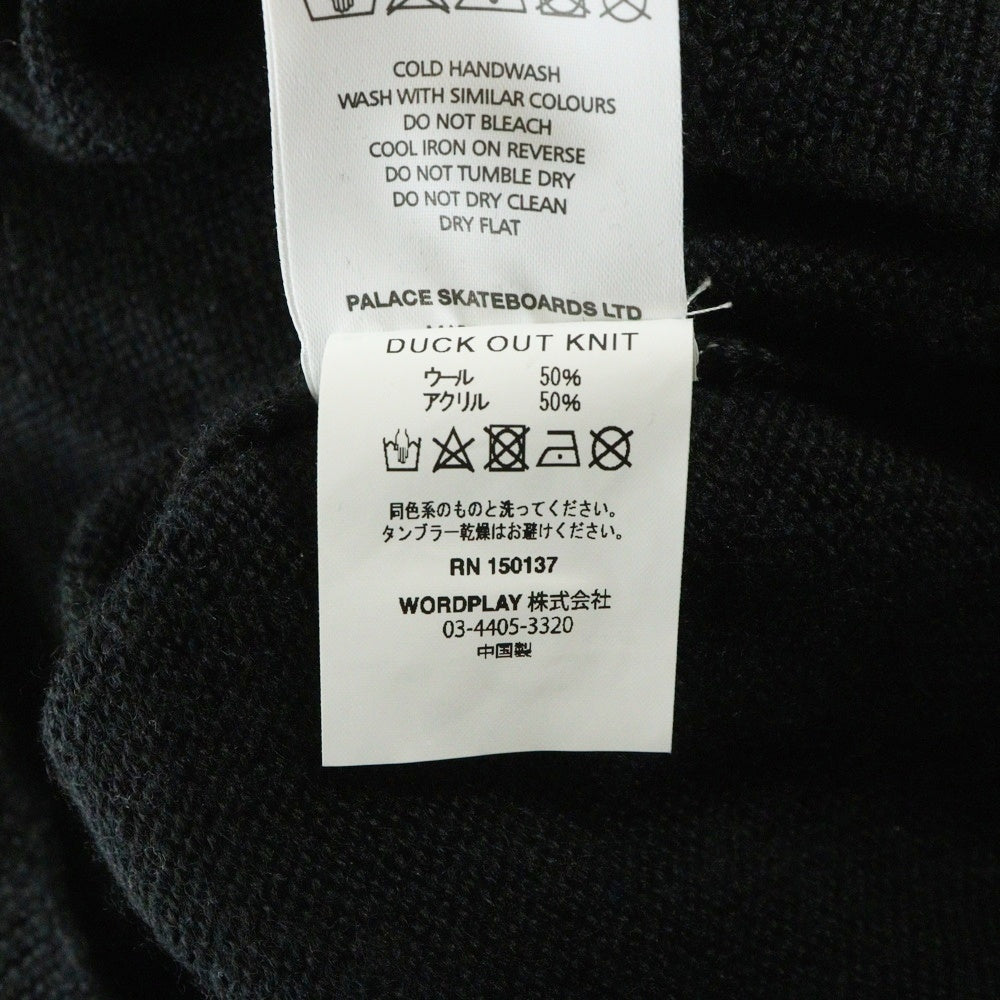 COLD HANDWASH
WASH WITH SIMILAR COLOURS
DO NOT BLEACH
COOL IRON ON REVERSE
DO NOT TUMBLE DRY
DO NOT DRY CLEAN
DRY FLAT
PALACE SKATEBOARDS LTD
DUCK OUT KNIT
ウール 50%
アクリル 50%
同色系のものと洗ってください。
タンブラー乾燥はお避けください。
RN 150137
WORDPLAY 株式会社
03-4405-3320
中国製